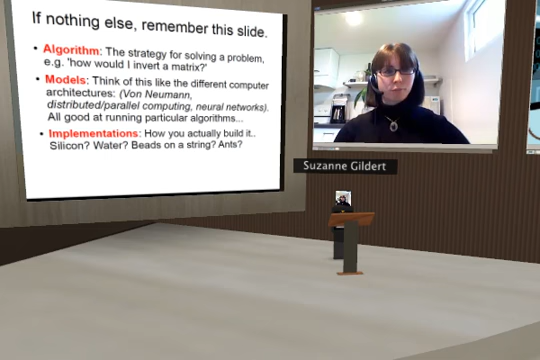 If nothing else, remember this slide.
• Algorithm: The strategy for solving a problem,
e.g. 'how would I invert a matrix?'
• Models: Think of this like the different computer
architectures: (Von Neumann,
distributed/parallel computing, neural networks).
All good at running particular algorithms...
• Implementations: How you actually build it..
Silicon? Water? Beads on a string? Ants?
Suzanne Gildert